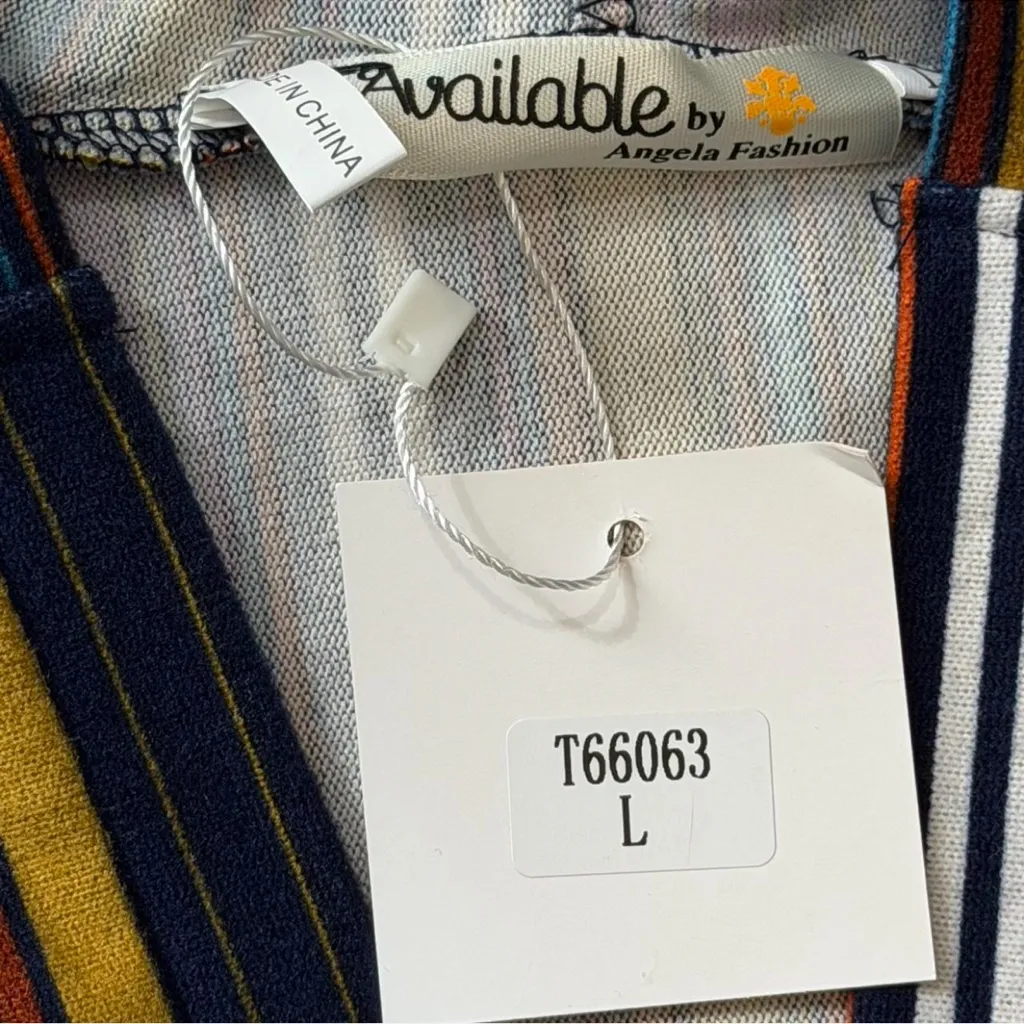 Available by
Angela Fashion
E IN CHINA
T66063
L